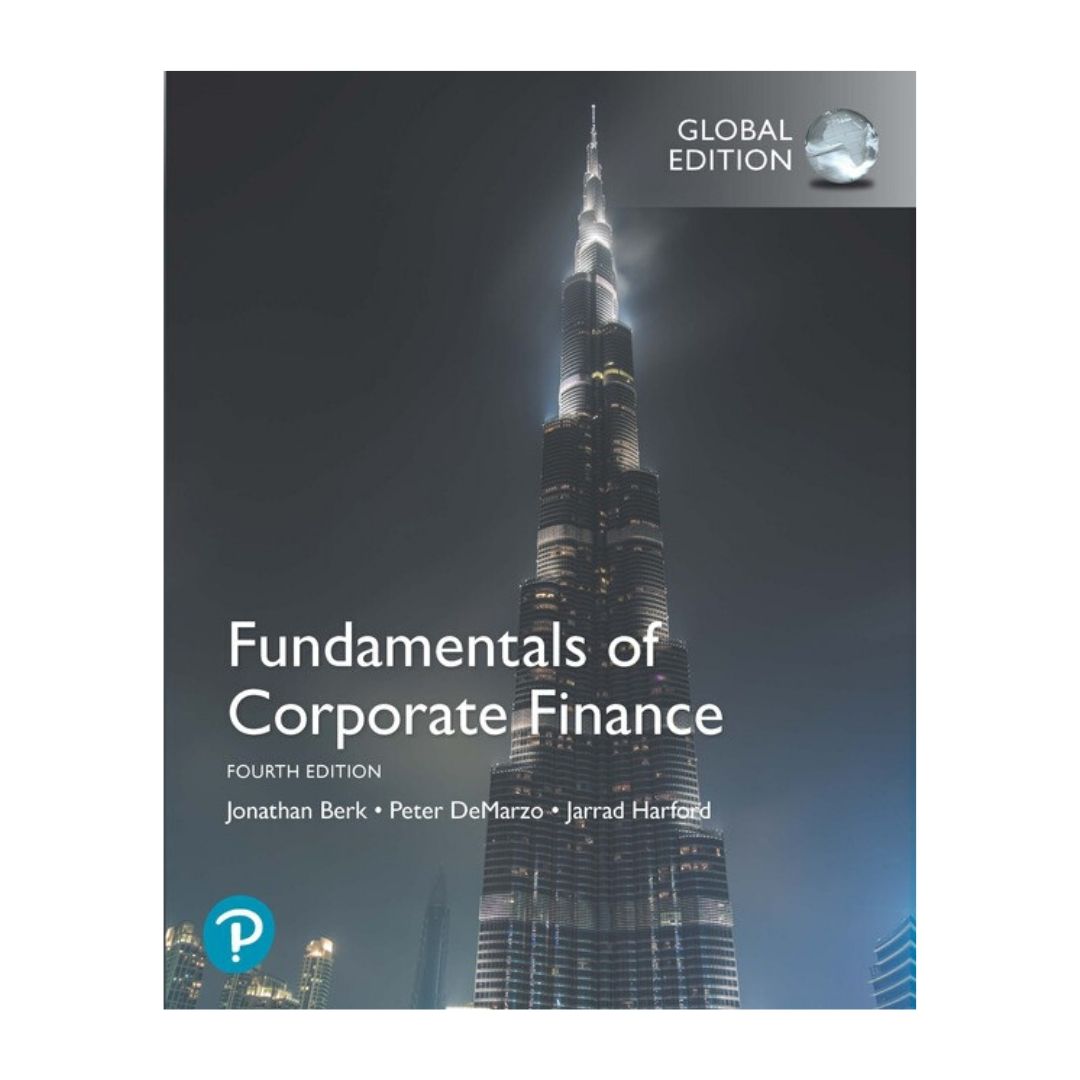 GLOBAL
EDITION
Fundamentals of
Corporate Finance
FOURTH EDITION
Jonathan Berk • Peter DeMarzo • Jarrad Harford
P